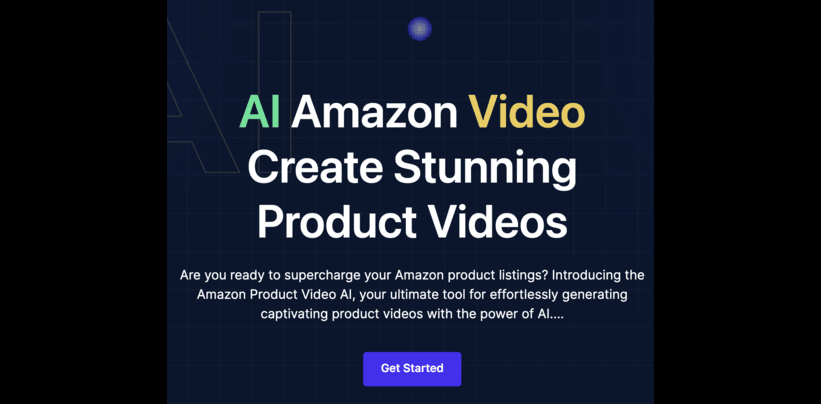 AI
AI Amazon Video
Create Stunning
Product Videos
Are you ready to supercharge your Amazon product listings? Introducing the
Amazon Product Video AI, your ultimate tool for effortlessly generating
captivating product videos with the power of AI....
Get Started